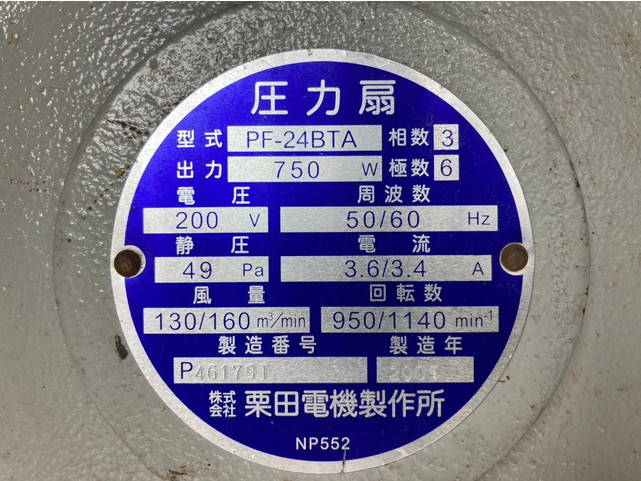 圧力扇
型式 PF-24BTA 相数 3
出力 750 W 極数 6
電圧 周波数
200 V 50/60 Hz
静圧 電流
49 Pa 3.6/3.4 A
風量 回転数
130/160 m³/min 950/1140 min⁻¹
製造番号 製造年
P461791
株式会社 栗田電機製作所
NP552